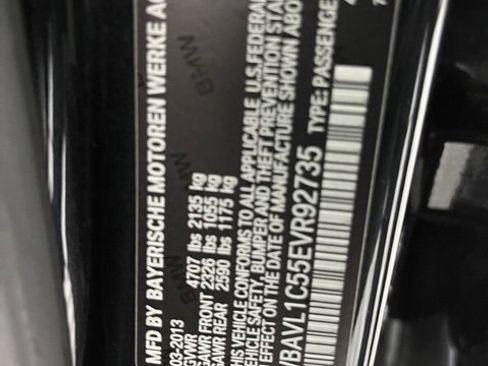 MFD BY BAYERISCHE MOTOREN WERKE AG
03-2013
GVWR 4707 lbs 2135 kg
GAWR FRONT 2326 lbs 1055 kg
GAWR REAR 2590 lbs 1175 kg
THIS VEHICLE CONFORMS TO ALL APPLICABLE U.S. FEDERAL
VEHICLE SAFETY, BUMPER AND THEFT PREVENTION STA
EFFECT ON THE DATE OF MANUFACTURE SHOWN ABO
WBAVL1C55EVR92735 TYPE: PASSENGE
BMW
BMW
BMW